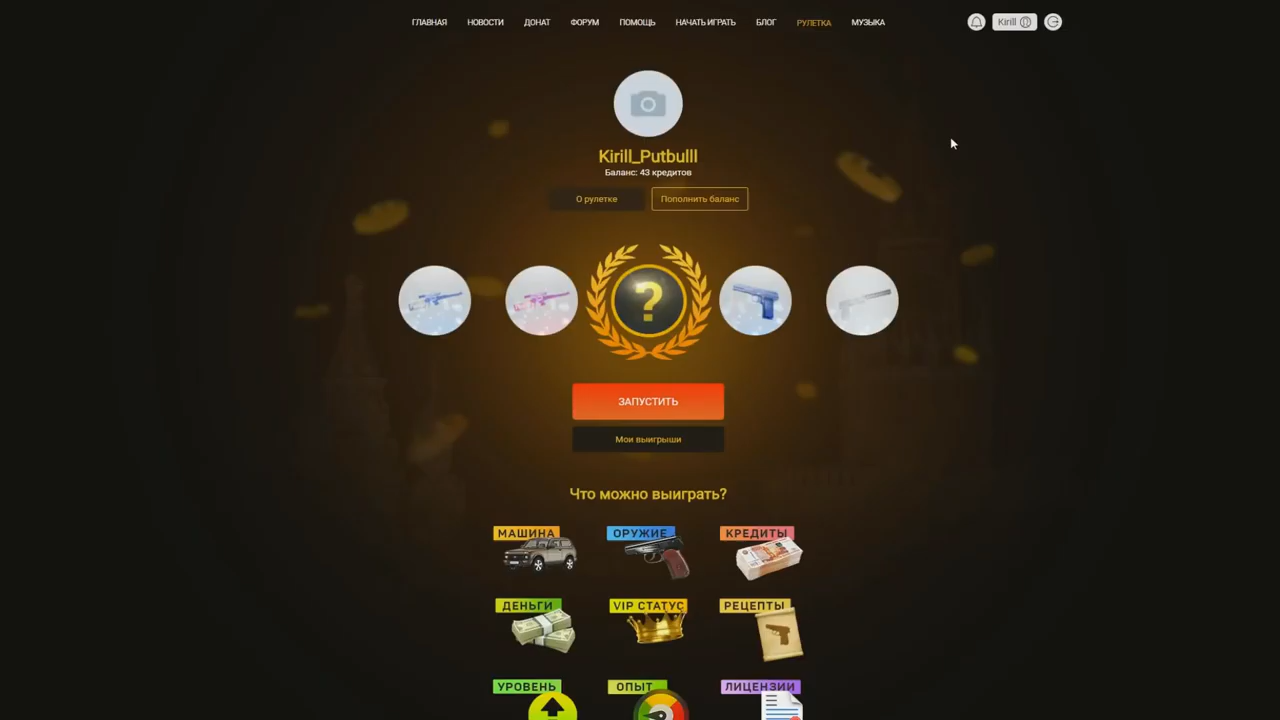 ГЛАВНАЯ НОВОСТИ ДОНАТ ФОРУМ ПОМОЩЬ НАЧАТЬ ИГРАТЬ БЛОГ РУЛЕТКА МУЗЫКА Kirill
Kirill_Putbulll
Баланс: 43 кредитов
О рулетке Пополнить баланс
?
ЗАПУСТИТЬ
Мои выигрыши
Что можно выиграть?
МАШИНА ОРУЖИЕ КРЕДИТЫ
ДЕНЬГИ VIP СТАТУС РЕЦЕПТЫ
УРОВЕНЬ ОПЫТ ЛИЦЕНЗИИ